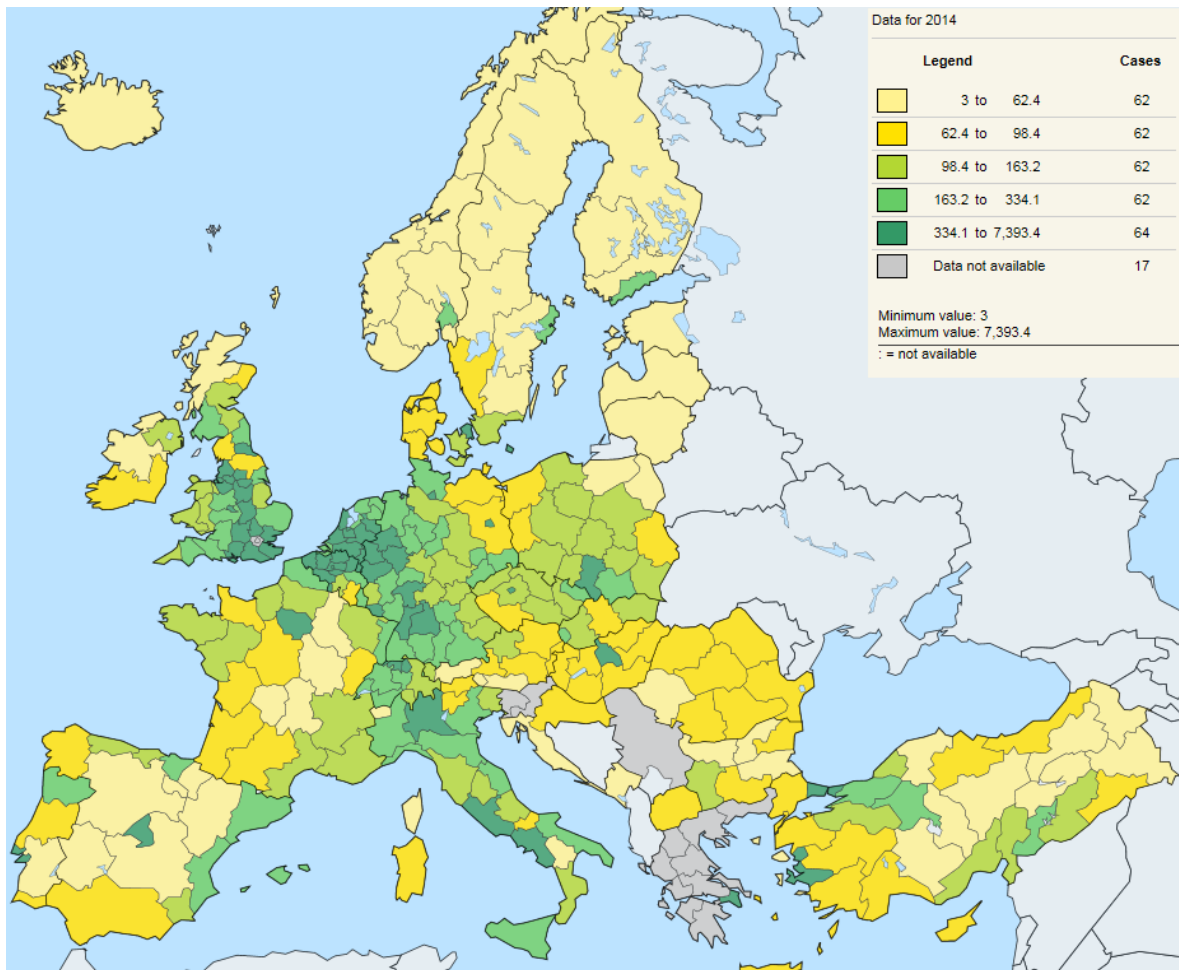 Data for 2014
Legend Cases
3 to 62.4 62
62.4 to 98.4 62
98.4 to 163.2 62
163.2 to 334.1 62
334.1 to 7,393.4 64
Data not available 17
Minimum value: 3
Maximum value: 7,393.4
: = not available